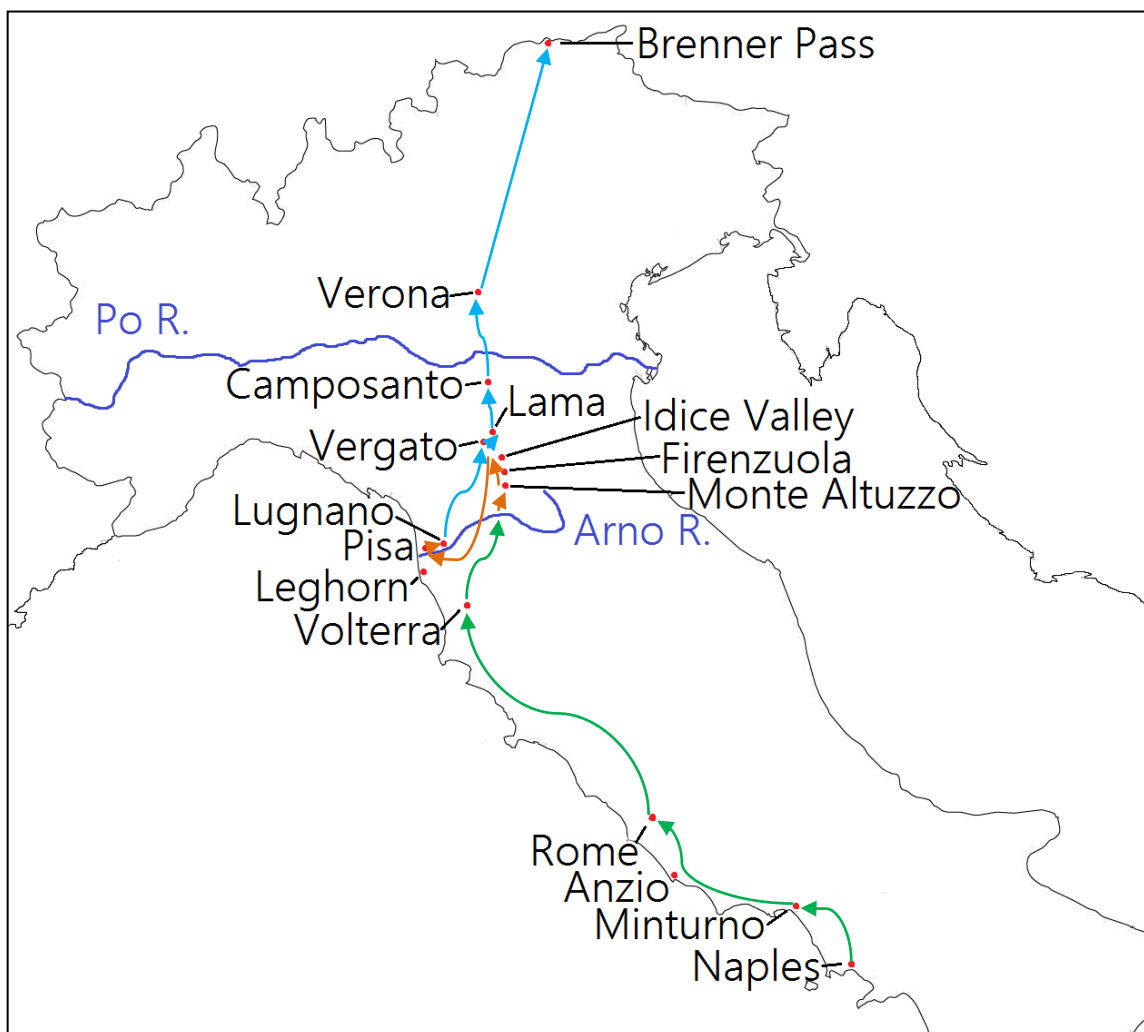 Brenner Pass
Verona
Po R.
Camposanto
Lama
Idice Valley
Vergato
Firenzuola
Monte Altuzzo
Lugnano
Arno R.
Pisa
Leghorn
Volterra
Rome
Anzio
Minturno
Naples